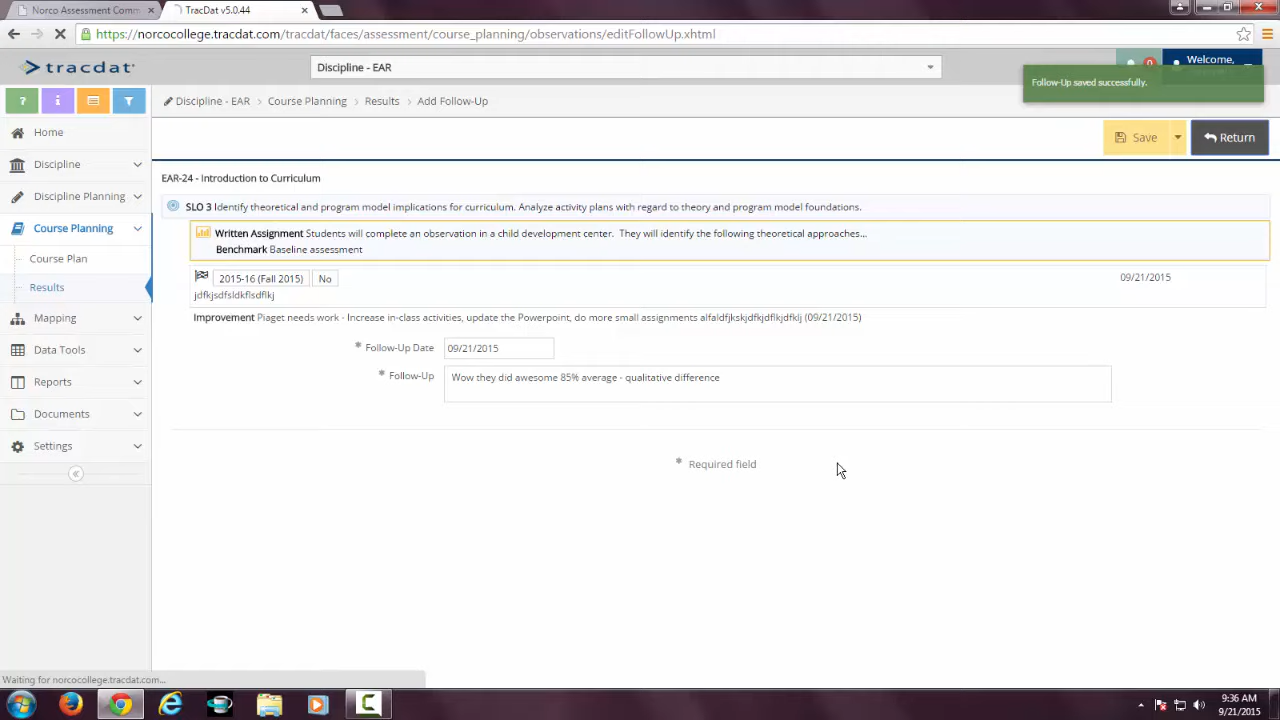 Norco Assessment Comm
TracDat v5.0.44
https://norcocollege.tracdat.com/tracdat/faces/assessment/course_planning/observations/editFollowUp.xhtml
tracdat
Discipline - EAR
0
Welcome,
Follow-Up saved successfully.
?
i
Discipline - EAR > Course Planning > Results > Add Follow-Up
Home
Save
Return
Discipline
EAR-24 - Introduction to Curriculum
Discipline Planning
SLO 3 Identify theoretical and program model implications for curriculum. Analyze activity plans with regard to theory and program model foundations.
Course Planning
Written Assignment Students will complete an observation in a child development center. They will identify the following theoretical approaches...
Benchmark Baseline assessment
Course Plan
2015-16 (Fall 2015) No
09/21/2015
Results
jdfkjsdfsldkflsdflkj
Mapping
Improvement Piaget needs work - Increase in-class activities, update the Powerpoint, do more small assignments alfaldfjkskjdfkjdflkjdfklj (09/21/2015)
Data Tools
* Follow-Up Date 09/21/2015
Reports
* Follow-Up Wow they did awesome 85% average - qualitative difference
Documents
Settings
* Required field
Waiting for norcocollege.tracdat.com...
9:36 AM
9/21/2015